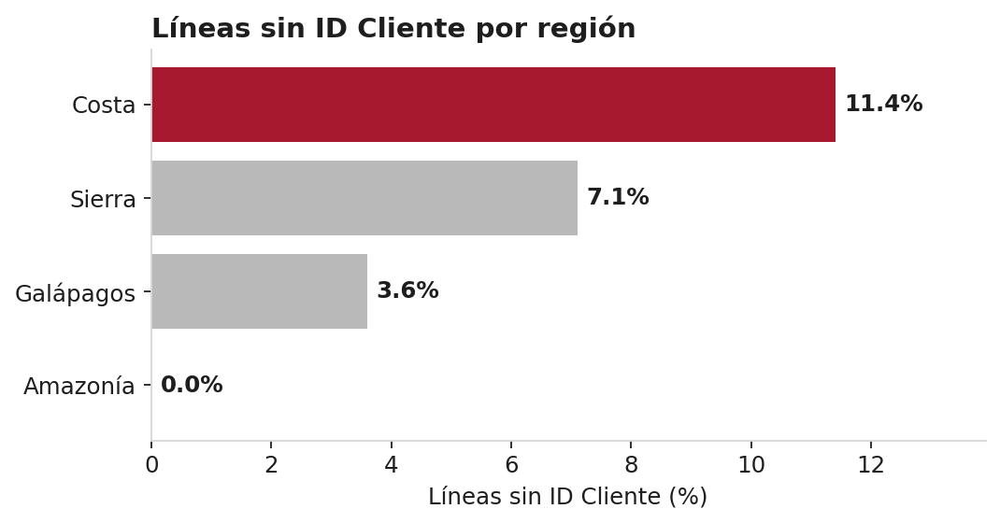 Líneas sin ID Cliente por región
Costa 11.4%
Sierra 7.1%
Galápagos 3.6%
Amazonía 0.0%
0 2 4 6 8 10 12
Líneas sin ID Cliente (%)